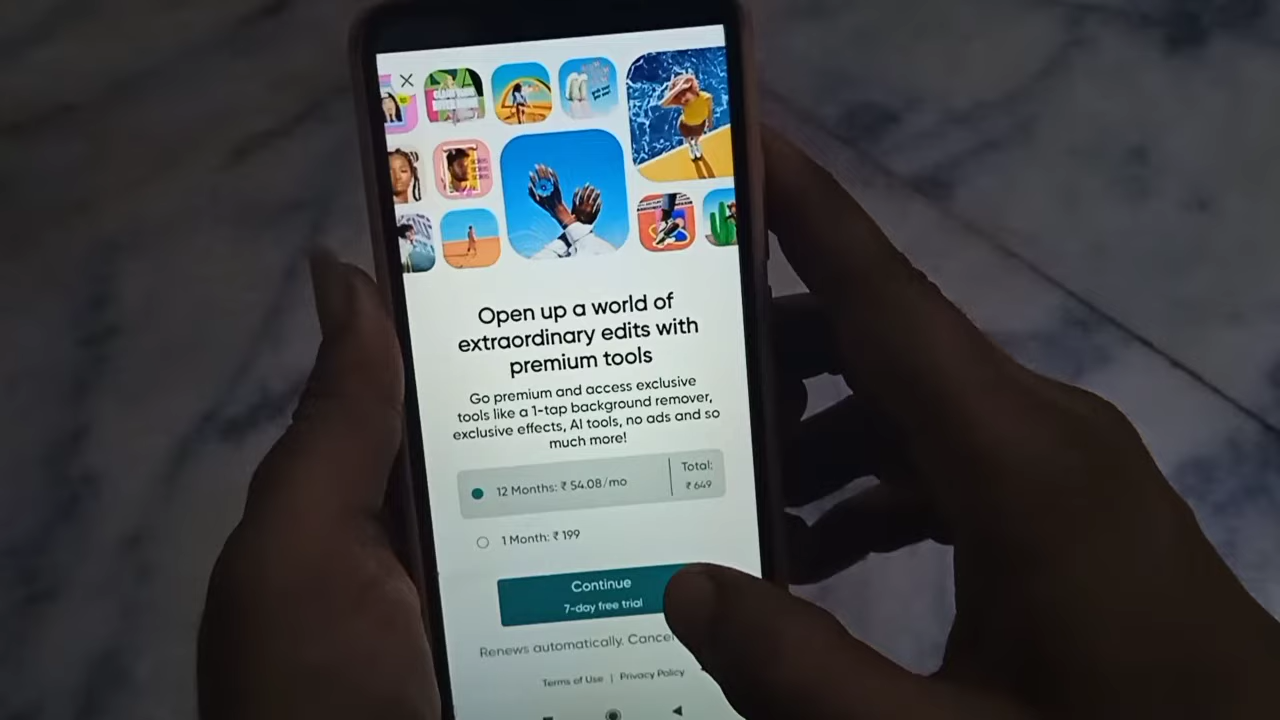 Open up a world of
extraordinary edits with
premium tools
Go premium and access exclusive
tools like a 1-tap background remover,
exclusive effects, AI tools, no ads and so
much more!
12 Months: ₹ 54.08/mo
Total:
₹ 649
1 Month: ₹ 199
Continue
7-day free trial
Renews automatically.
Terms of Use | Privacy Policy